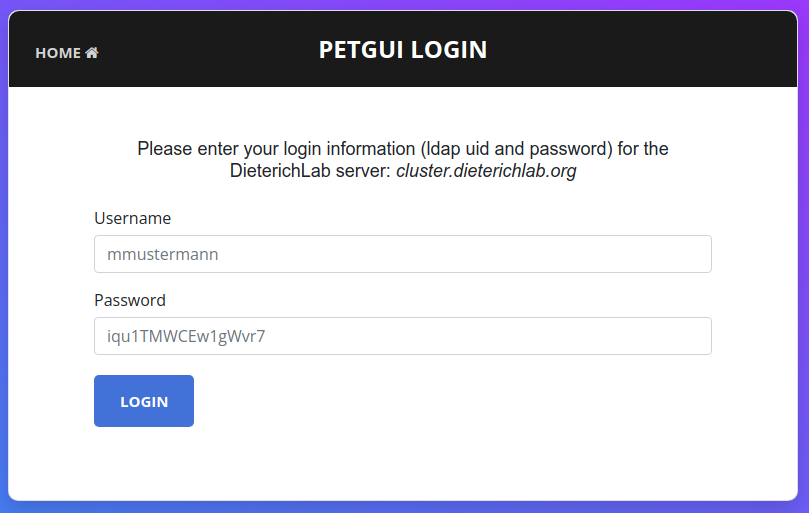 HOME
PETGUI LOGIN
Please enter your login information (ldap uid and password) for the
DieterichLab server: cluster.dieterichlab.org
Username
mmustermann
Password
iqu1TMWCEw1gWvr7
LOGIN